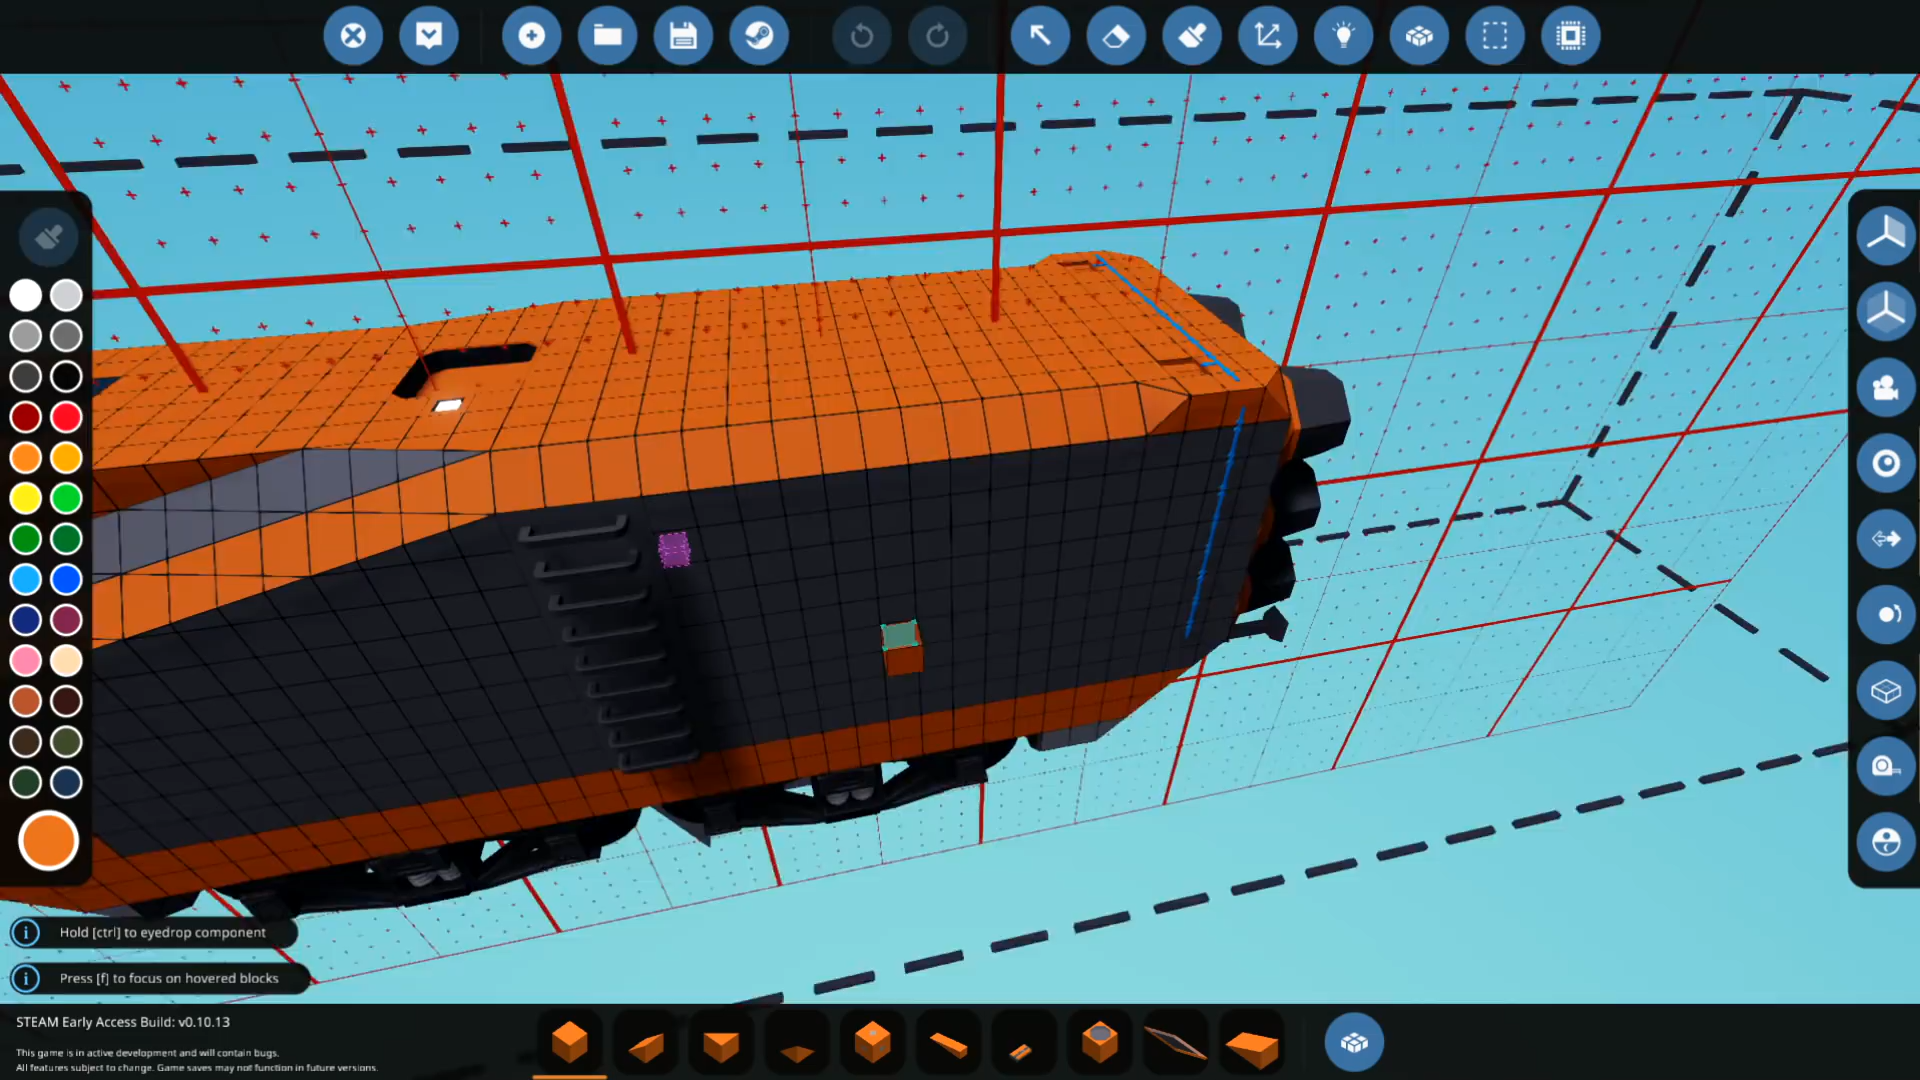 Hold [ctrl] to eyedrop component
Press [f] to focus on hovered blocks
STEAM Early Access Build: v0.10.13
This game is in active development and will contain bugs.
All features subject to change. Game saves may not function in future versions.